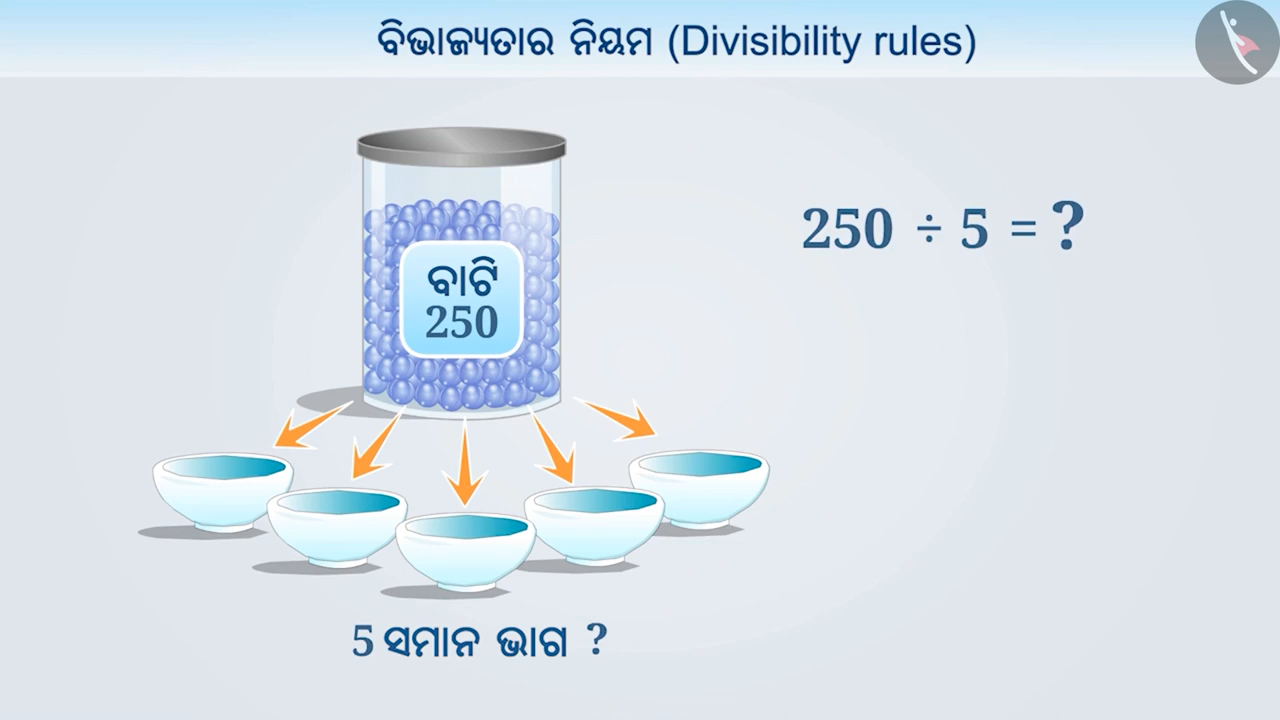 ବିଭାଜ୍ୟତାର ନିୟମ (Divisibility rules)
250 ÷ 5 = ?
ବାଟି
250
5 ସମାନ ଭାଗ ?